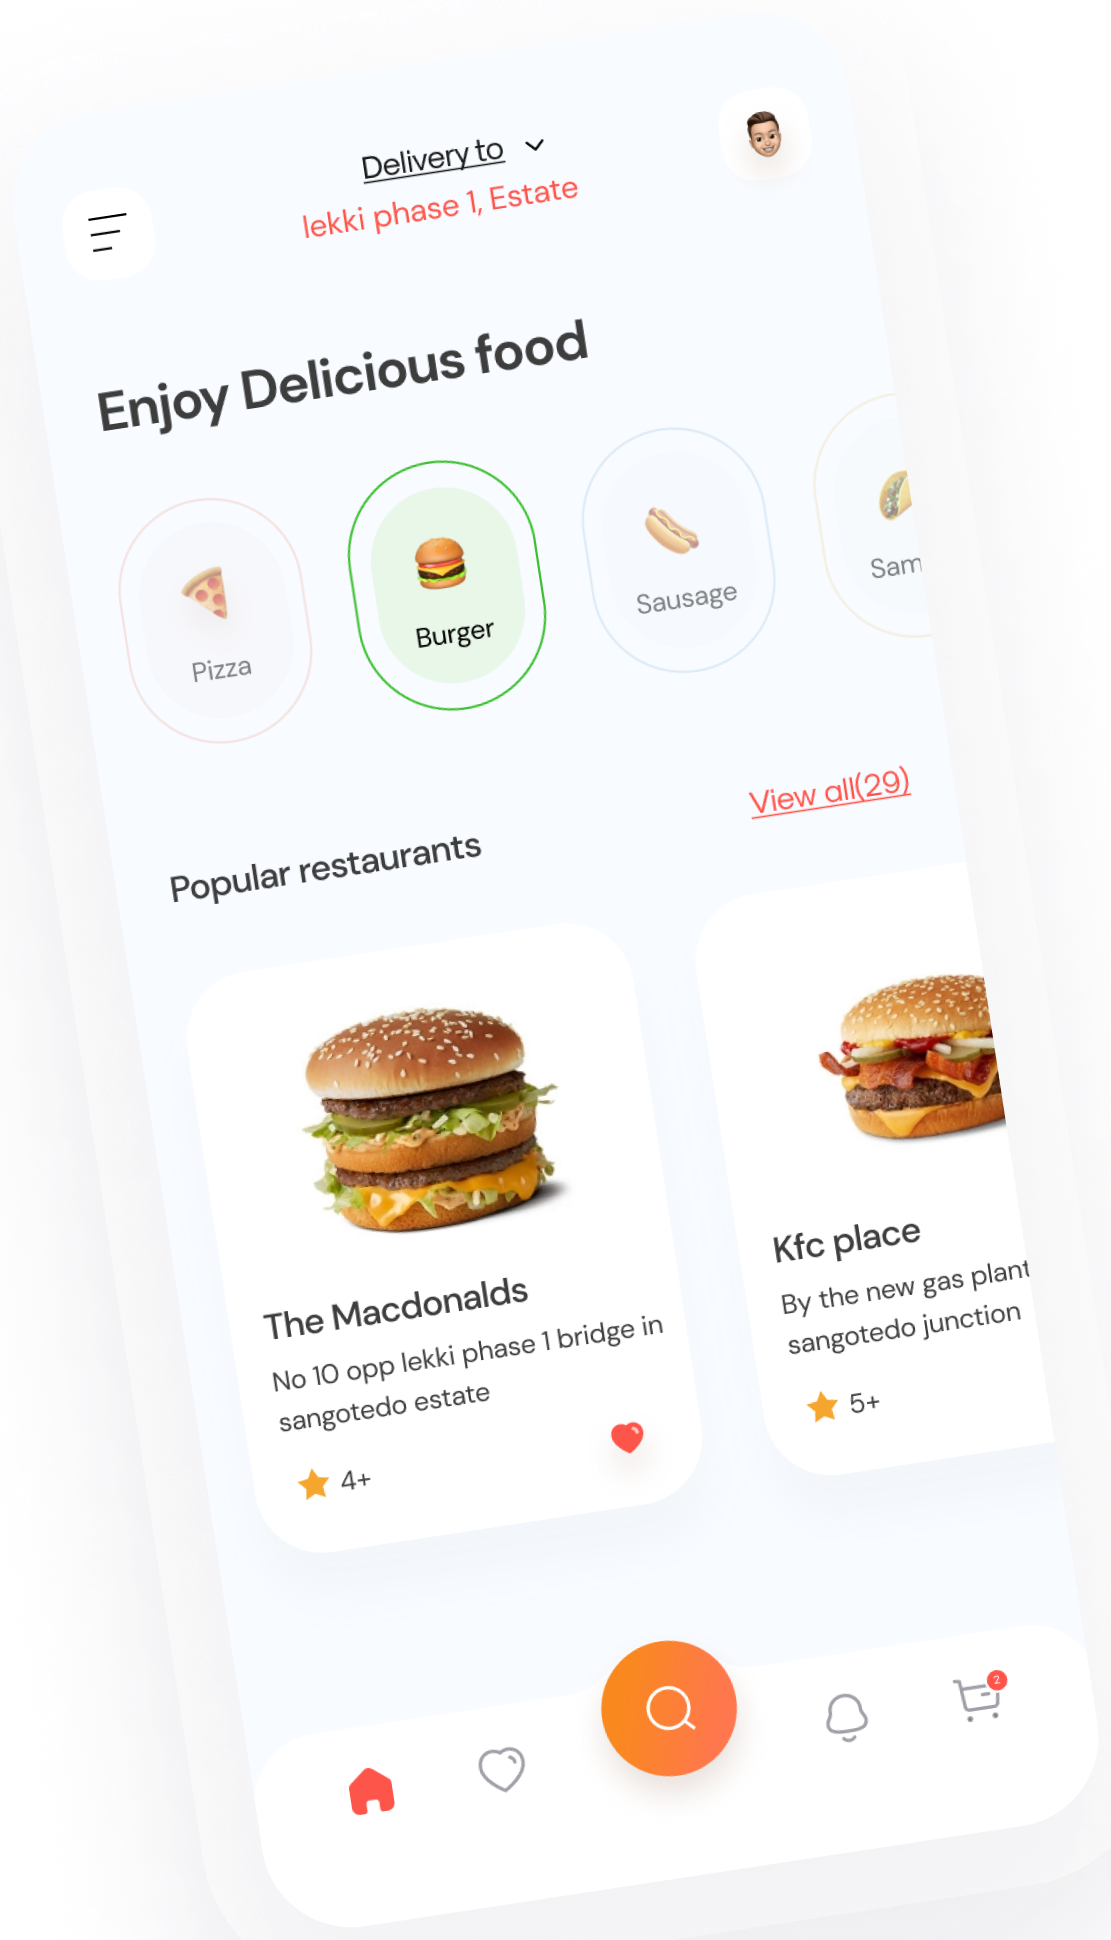 Delivery to
lekki phase 1, Estate
Enjoy Delicious food
Pizza
Burger
Sausage
Sam
View all(29)
Popular restaurants
The Macdonalds
No 10 opp lekki phase 1 bridge in
sangotedo estate
4+
Kfc place
By the new gas plant
sangotedo junction
5+
2